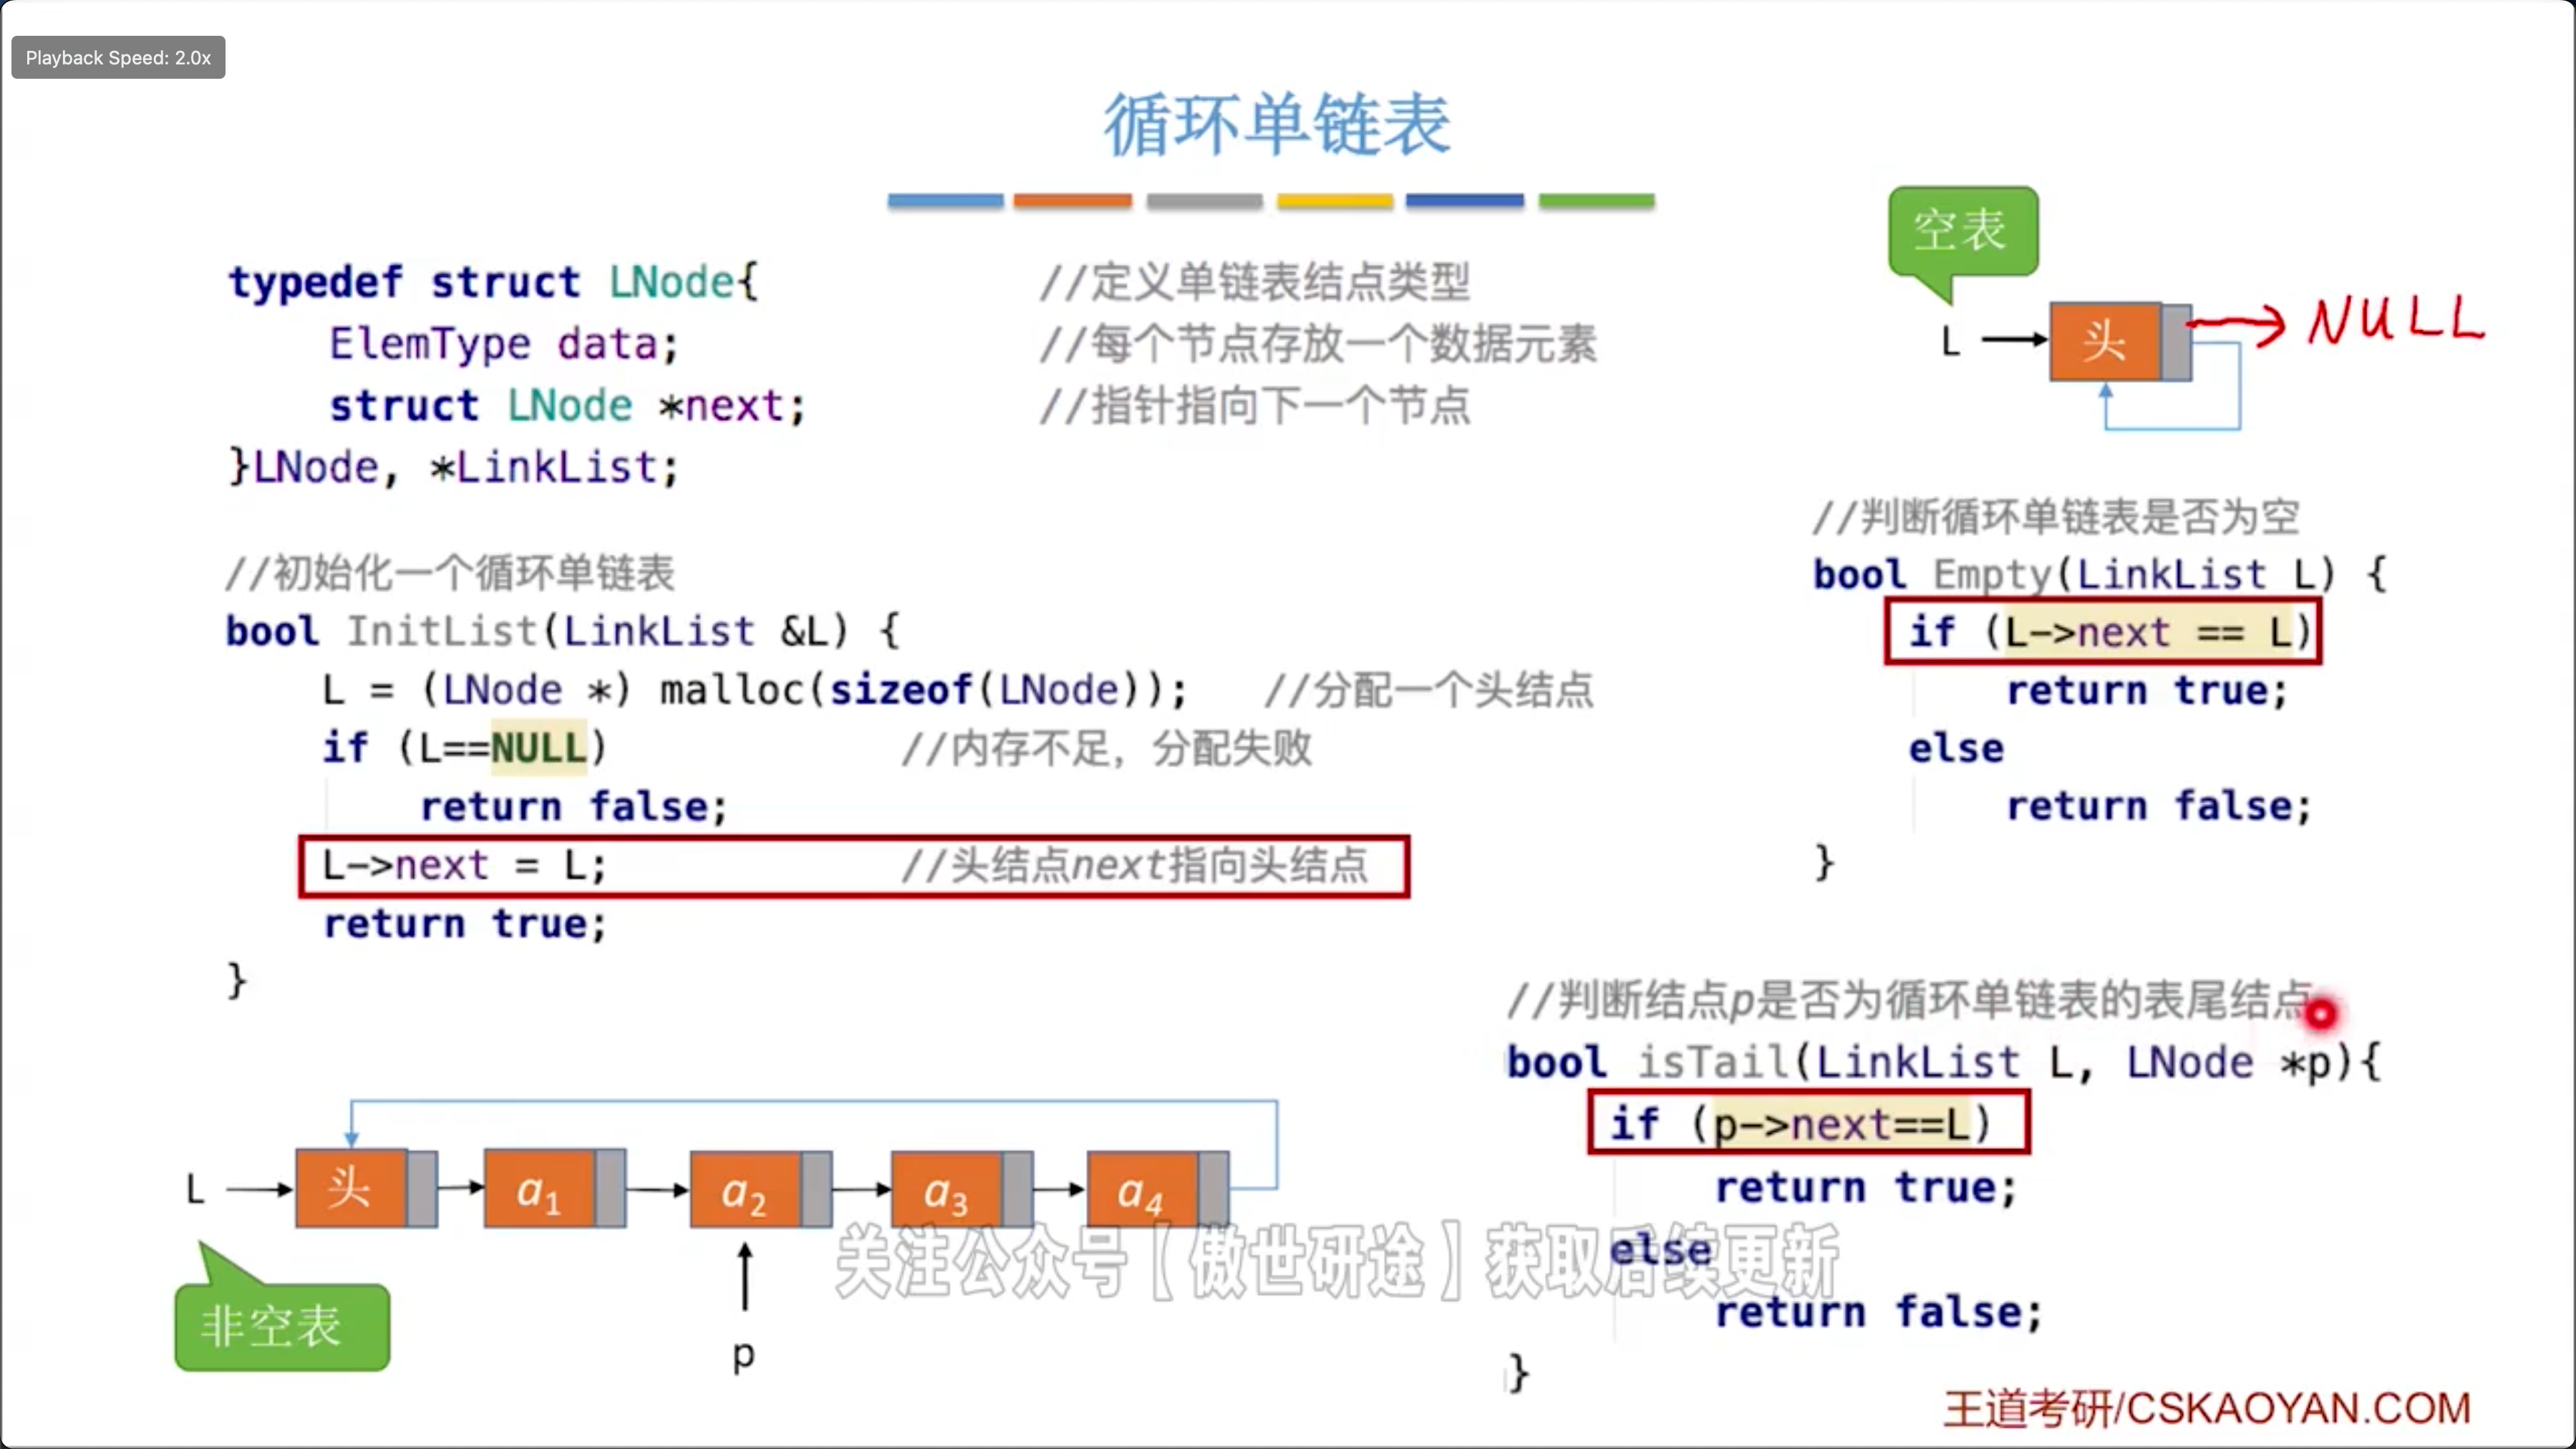 Playback Speed: 2.0x
循环单链表
typedef struct LNode{ //定义单链表结点类型
ElemType data; //每个节点存放一个数据元素
struct LNode *next; //指针指向下一个节点
}LNode, *LinkList;
//初始化一个循环单链表
bool InitList(LinkList &L) {
L = (LNode *) malloc(sizeof(LNode)); //分配一个头结点
if (L==NULL) //内存不足，分配失败
return false;
L->next = L; //头结点next指向头结点
return true;
}
空表
L 头 NULL
//判断循环单链表是否为空
bool Empty(LinkList L) {
if (L->next == L)
return true;
else
return false;
}
//判断结点p是否为循环单链表的表尾结点
bool isTail(LinkList L, LNode *p){
if (p->next==L)
return true;
else
return false;
}
L 头 a1 a2 a3 a4
非空表
p
关注公众号【傲世研途】获取后续更新
王道考研/CSKAOYAN.COM